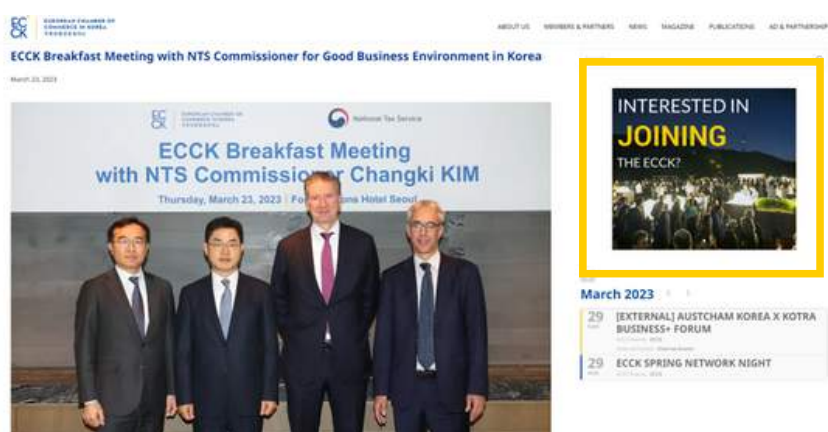 EUROPEAN CHAMBER OF
COMMERCE IN KOREA
ABOUT US MEMBERS & PARTNERS NEWS MAGAZINE PUBLICATIONS AD & PARTNERSHIP
ECCK Breakfast Meeting with NTS Commissioner for Good Business Environment in Korea
March 23, 2023
National Tax Service
ECCK Breakfast Meeting
with NTS Commissioner Changki KIM
Thursday, March 23, 2023
Hotel Seoul
INTERESTED IN
JOINING
THE ECCK?
March 2023
29 [EXTERNAL] AUSTCHAM KOREA X KOTRA
BUSINESS+ FORUM
29 ECCK SPRING NETWORK NIGHT